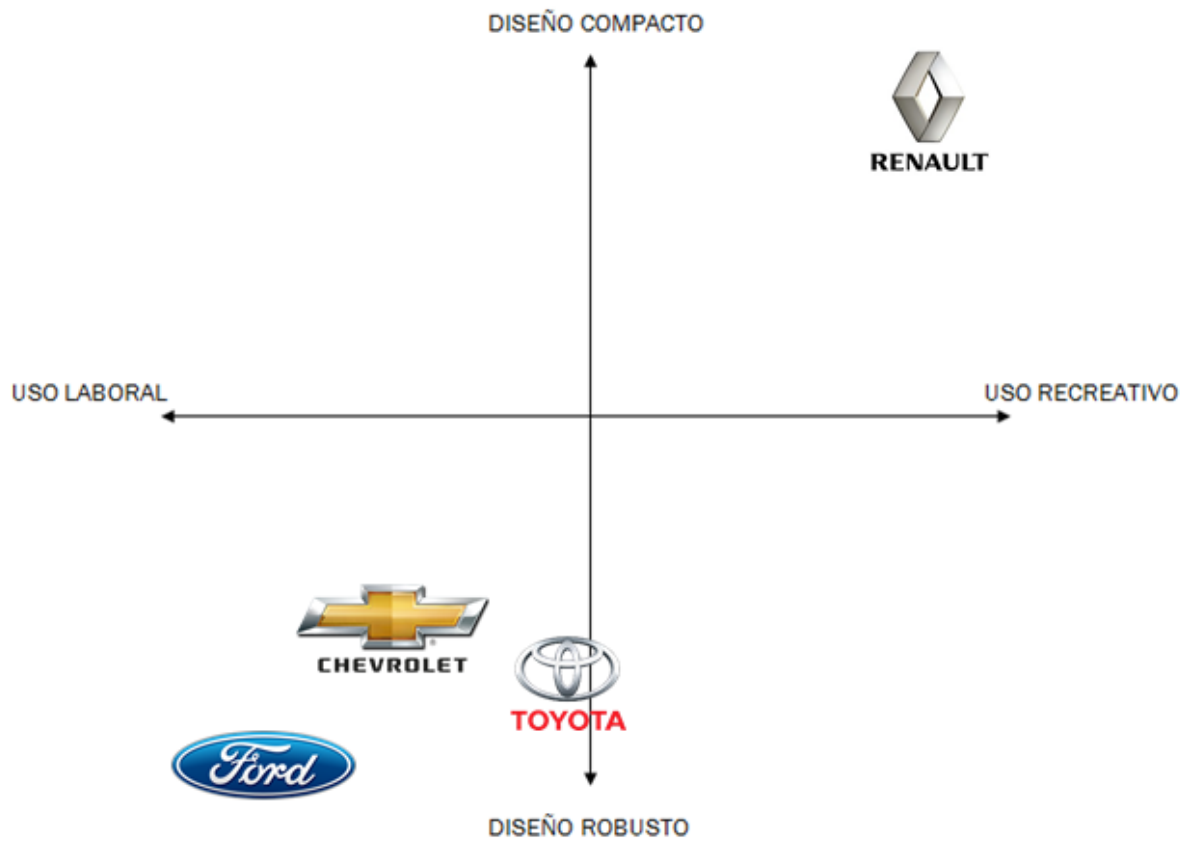 DISEÑO COMPACTO
RENAULT
USO LABORAL
USO RECREATIVO
CHEVROLET
TOYOTA
Ford
DISEÑO ROBUSTO